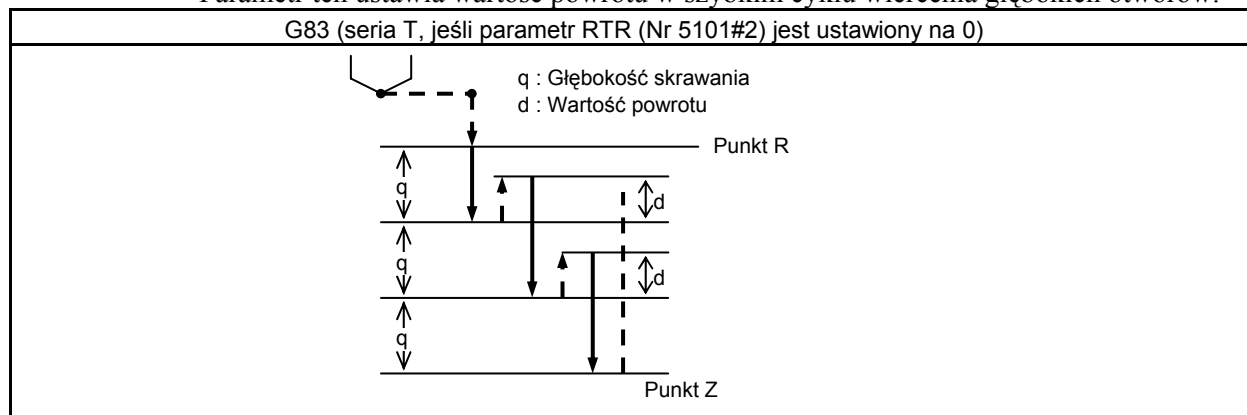 Parametr ten ustawia wartość powrotu w szybkim cyklu wiercenia głębokich otworów.
G83 (seria T, jeśli parametr RTR (Nr 5101#2) jest ustawiony na 0)
q : Głębokość skrawania
d : Wartość powrotu
Punkt R
q
d
q
d
q
Punkt Z